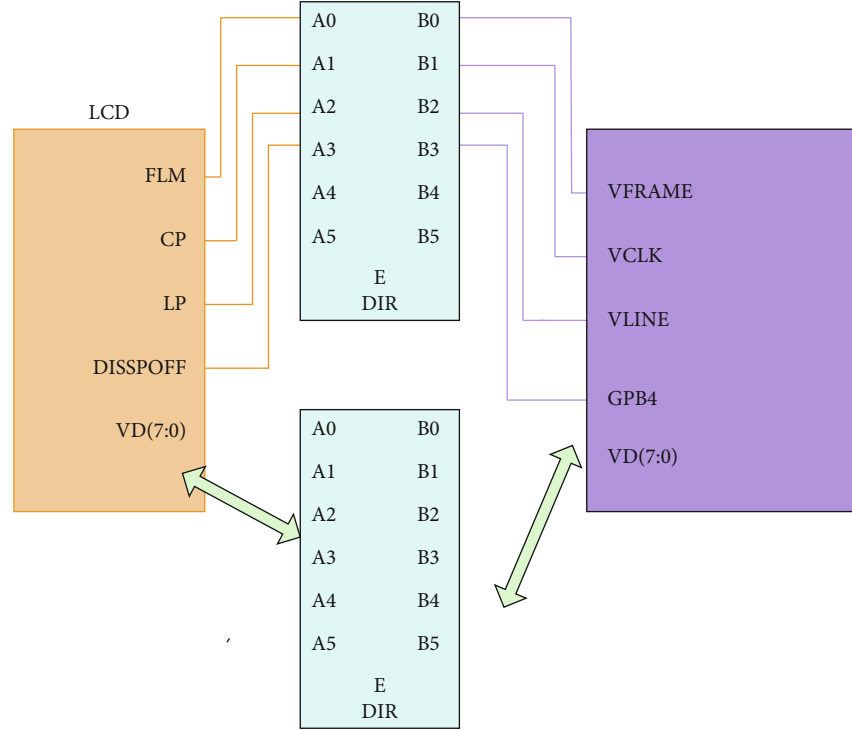 LCD
FLM
CP
LP
DISSPOFF
VD(7:0)
A0 B0
A1 B1
A2 B2
A3 B3
A4 B4
A5 B5
E
DIR
A0 B0
A1 B1
A2 B2
A3 B3
A4 B4
A5 B5
E
DIR
VFRAME
VCLK
VLINE
GPB4
VD(7:0)